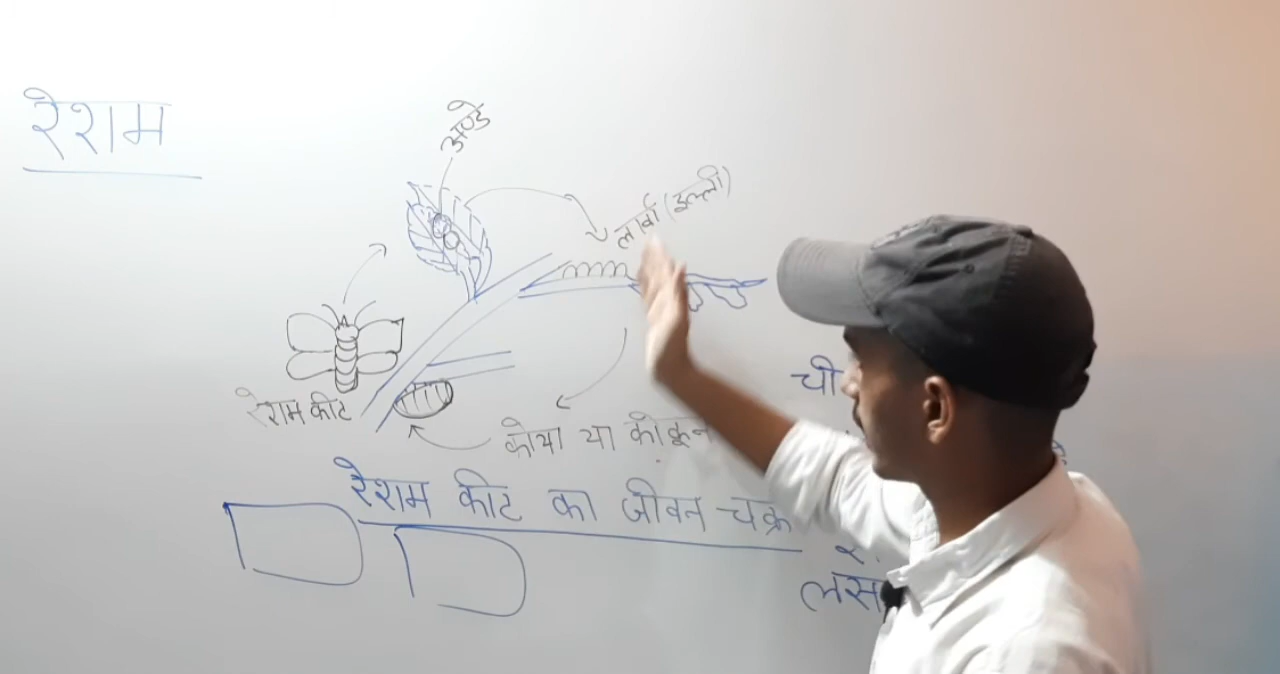 रेशम
अण्डे
लार्वा (इल्ली)
रेशम कीट
कोया या कोकून
रेशम कीट का जीवन चक्र